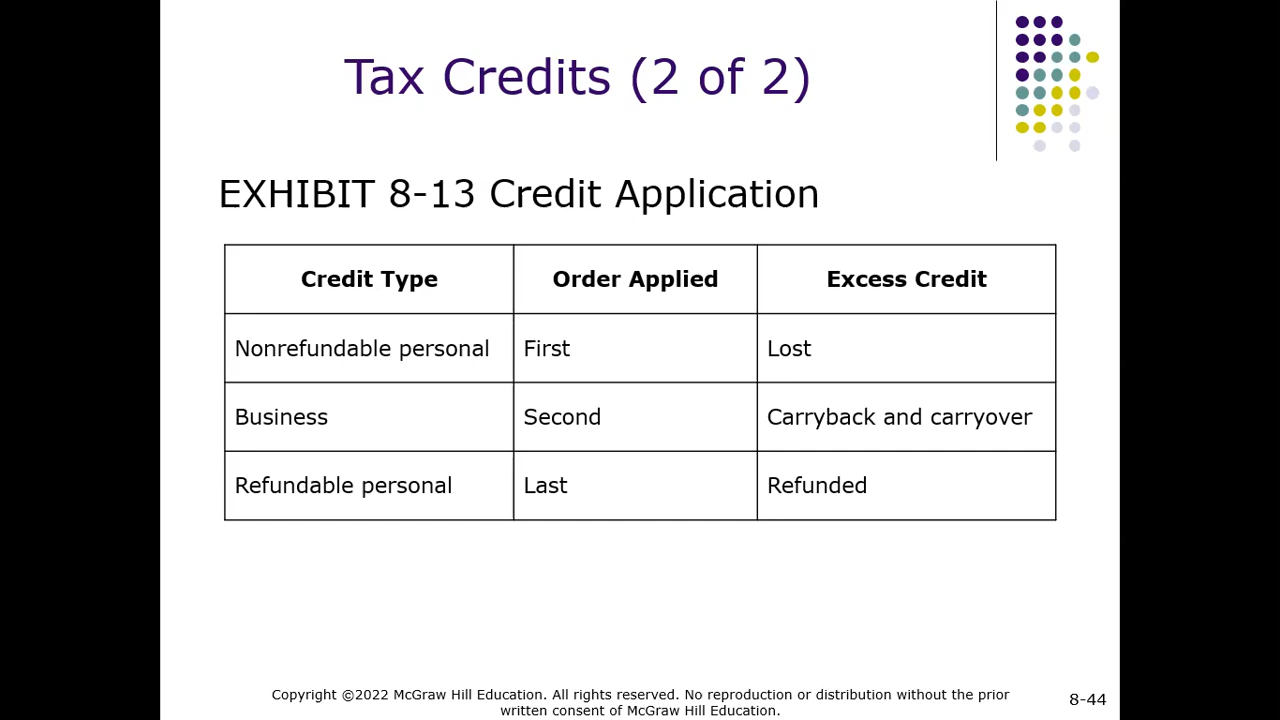 Tax Credits (2 of 2)
EXHIBIT 8-13 Credit Application
Credit Type Order Applied Excess Credit
Nonrefundable personal First Lost
Business Second Carryback and carryover
Refundable personal Last Refunded
Copyright ©2022 McGraw Hill Education. All rights reserved. No reproduction or distribution without the prior
written consent of McGraw Hill Education.
8-44